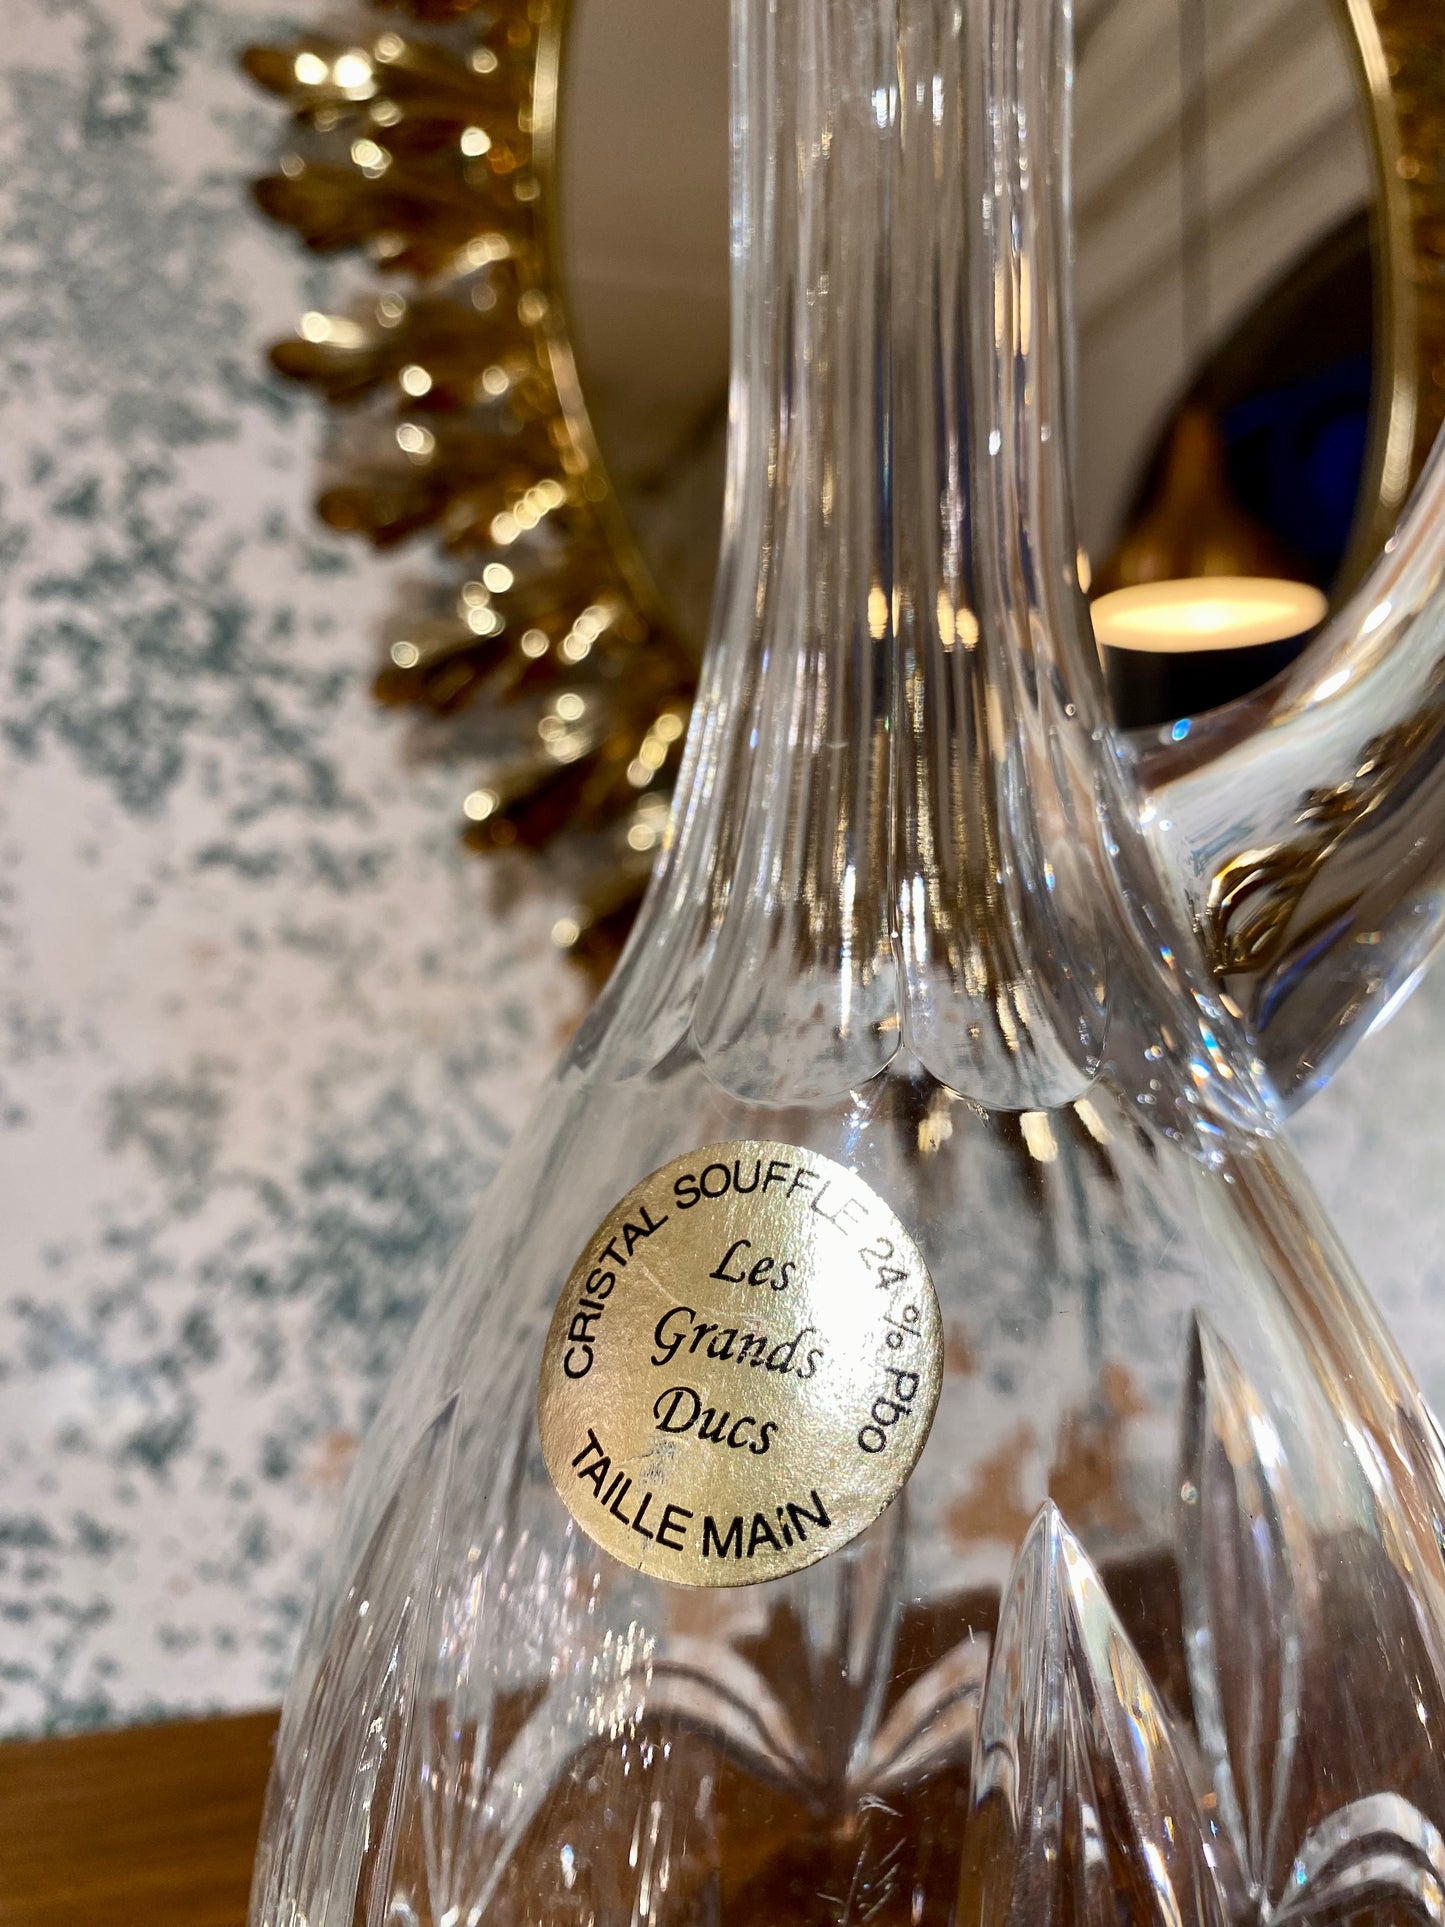 CRISTAL SOUFFLE 24 % Pbo
Les
Grands
Ducs
TAILLE MAiN